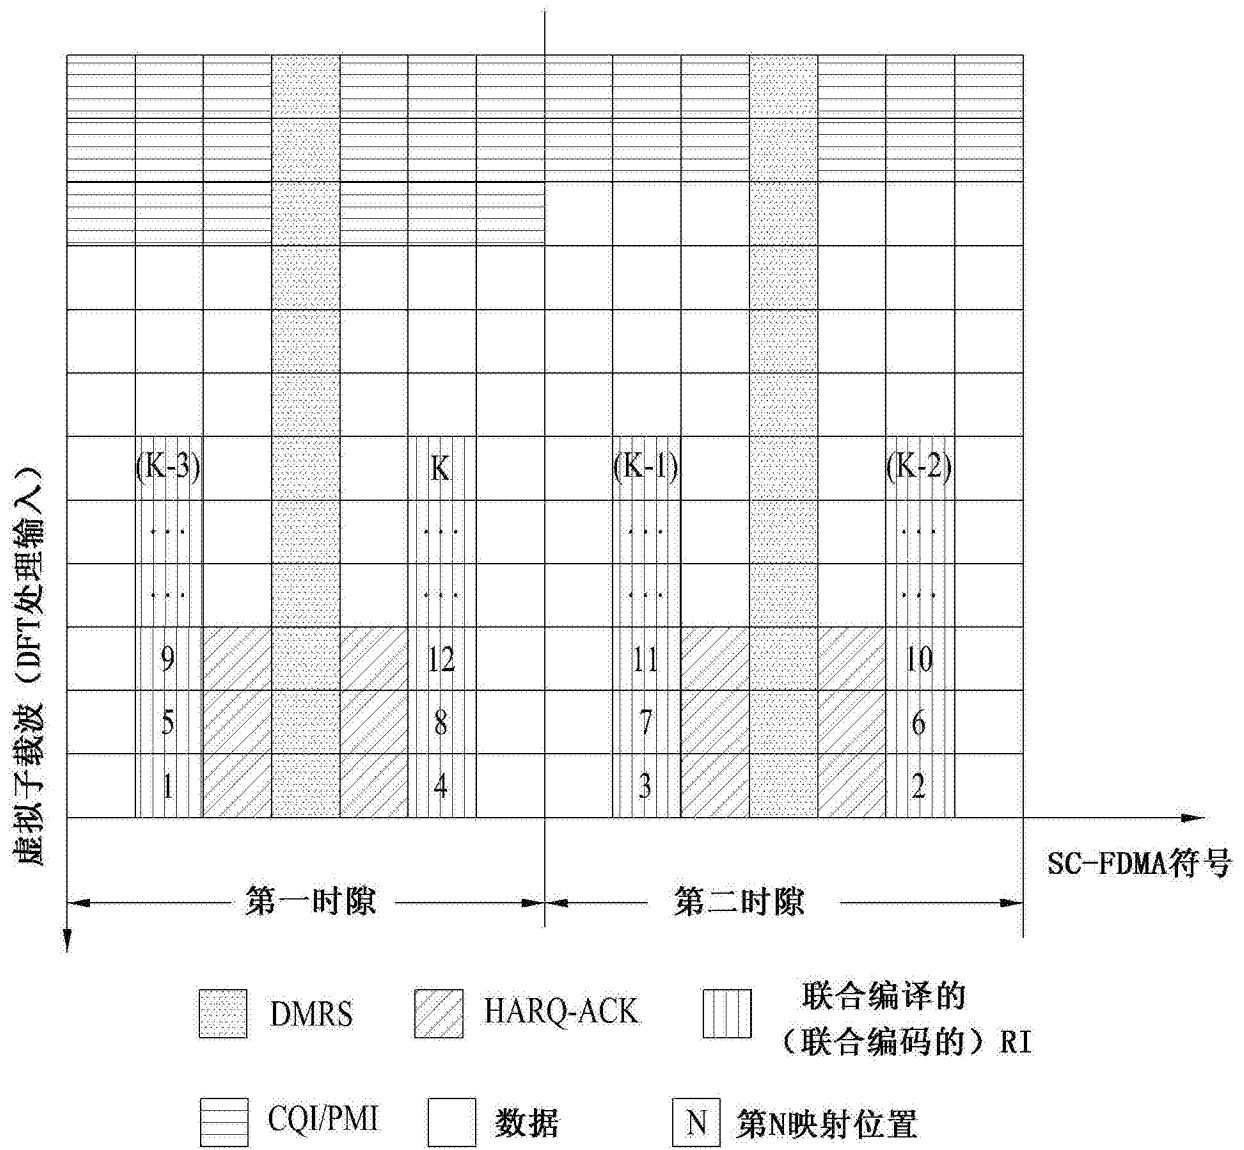 (K-3)
K
(K-1)
(K-2)
...
...
...
...
...
...
...
...
9
12
11
10
5
8
7
6
1
4
3
2
虚拟子载波（DFT处理输入）
SC-FDMA符号
第一时隙
第二时隙
DMRS
HARQ-ACK
联合编译的
（联合编码的）RI
CQI/PMI
数据
N
第N映射位置